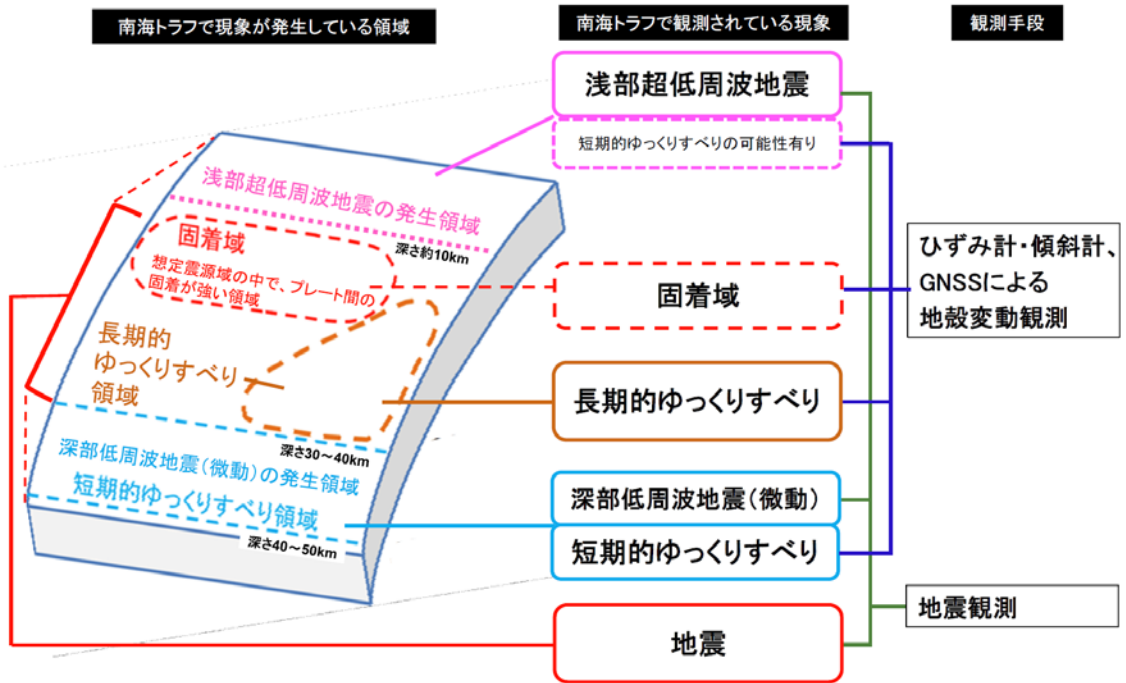 南海トラフで現象が発生している領域
南海トラフで観測されている現象
観測手段
浅部超低周波地震の発生領域
深さ約10km
固着域
想定震源域の中で、プレート間の
固着が強い領域
長期的
ゆっくりすべり
領域
深さ30～40km
深部低周波地震(微動)の発生領域
短期的ゆっくりすべり領域
深さ40～50km
浅部超低周波地震
短期的ゆっくりすべりの可能性有り
固着域
長期的ゆっくりすべり
深部低周波地震(微動)
短期的ゆっくりすべり
地震
ひずみ計・傾斜計、
GNSSによる
地殻変動観測
地震観測